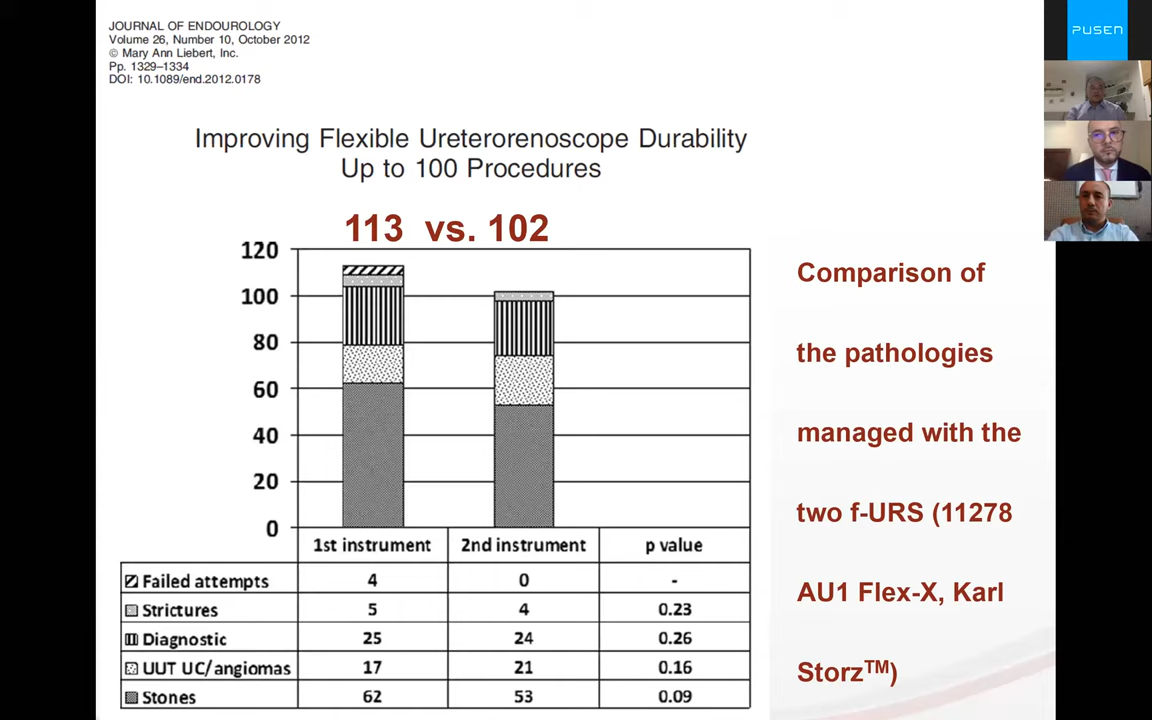 JOURNAL OF ENDOUROLOGY
Volume 26, Number 10, October 2012
© Mary Ann Liebert, Inc.
Pp. 1329–1334
DOI: 10.1089/end.2012.0178
PUSEN
Improving Flexible Ureterorenoscope Durability
Up to 100 Procedures
113 vs. 102
120
100
80
60
40
20
0
1st instrument 2nd instrument p value
Failed attempts 4 0 -
Strictures 5 4 0.23
Diagnostic 25 24 0.26
UUT UC/angiomas 17 21 0.16
Stones 62 53 0.09
Comparison of
the pathologies
managed with the
two f-URS (11278
AU1 Flex-X, Karl
Storz™)